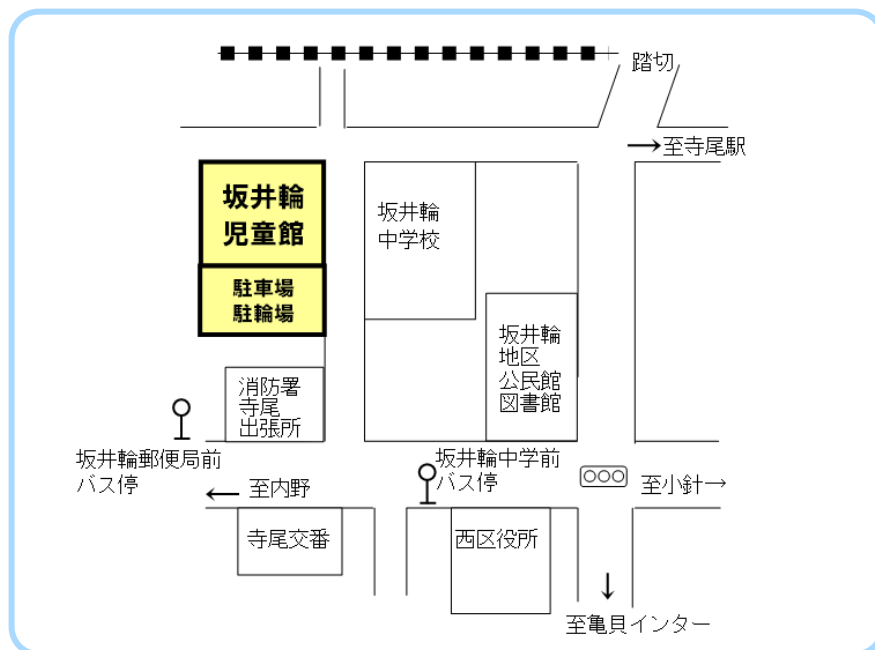 踏切
→至寺尾駅
坂井輪
児童館
坂井輪
中学校
駐車場
駐輪場
坂井輪
地区
公民館
図書館
消防署
寺尾
出張所
坂井輪郵便局前
バス停
坂井輪中学前
バス停
←至内野
至小針→
寺尾交番
西区役所
↓
至亀貝インター